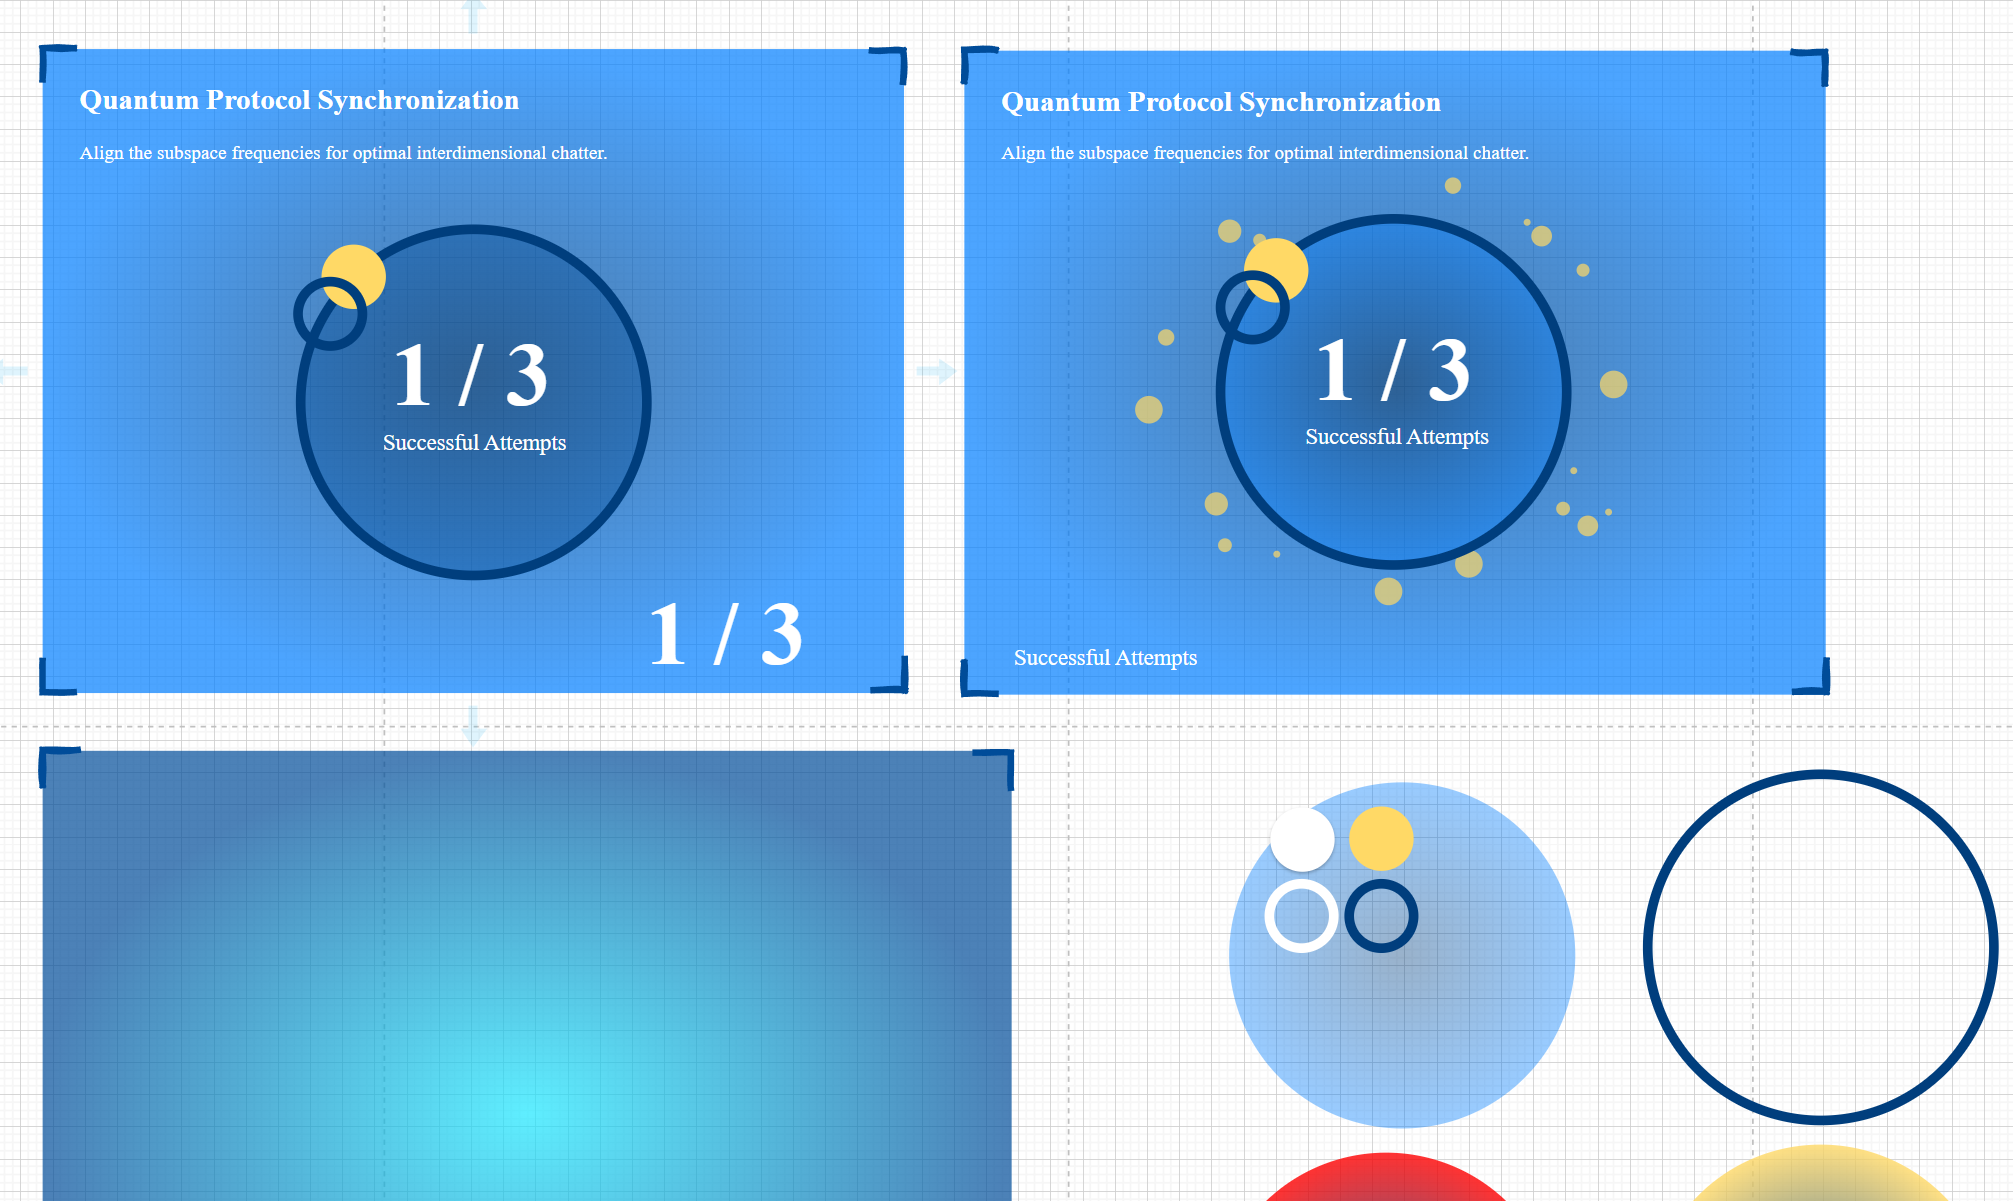 Quantum Protocol Synchronization
Align the subspace frequencies for optimal interdimensional chatter.
1 / 3
Successful Attempts
1 / 3
Quantum Protocol Synchronization
Align the subspace frequencies for optimal interdimensional chatter.
1 / 3
Successful Attempts
Successful Attempts